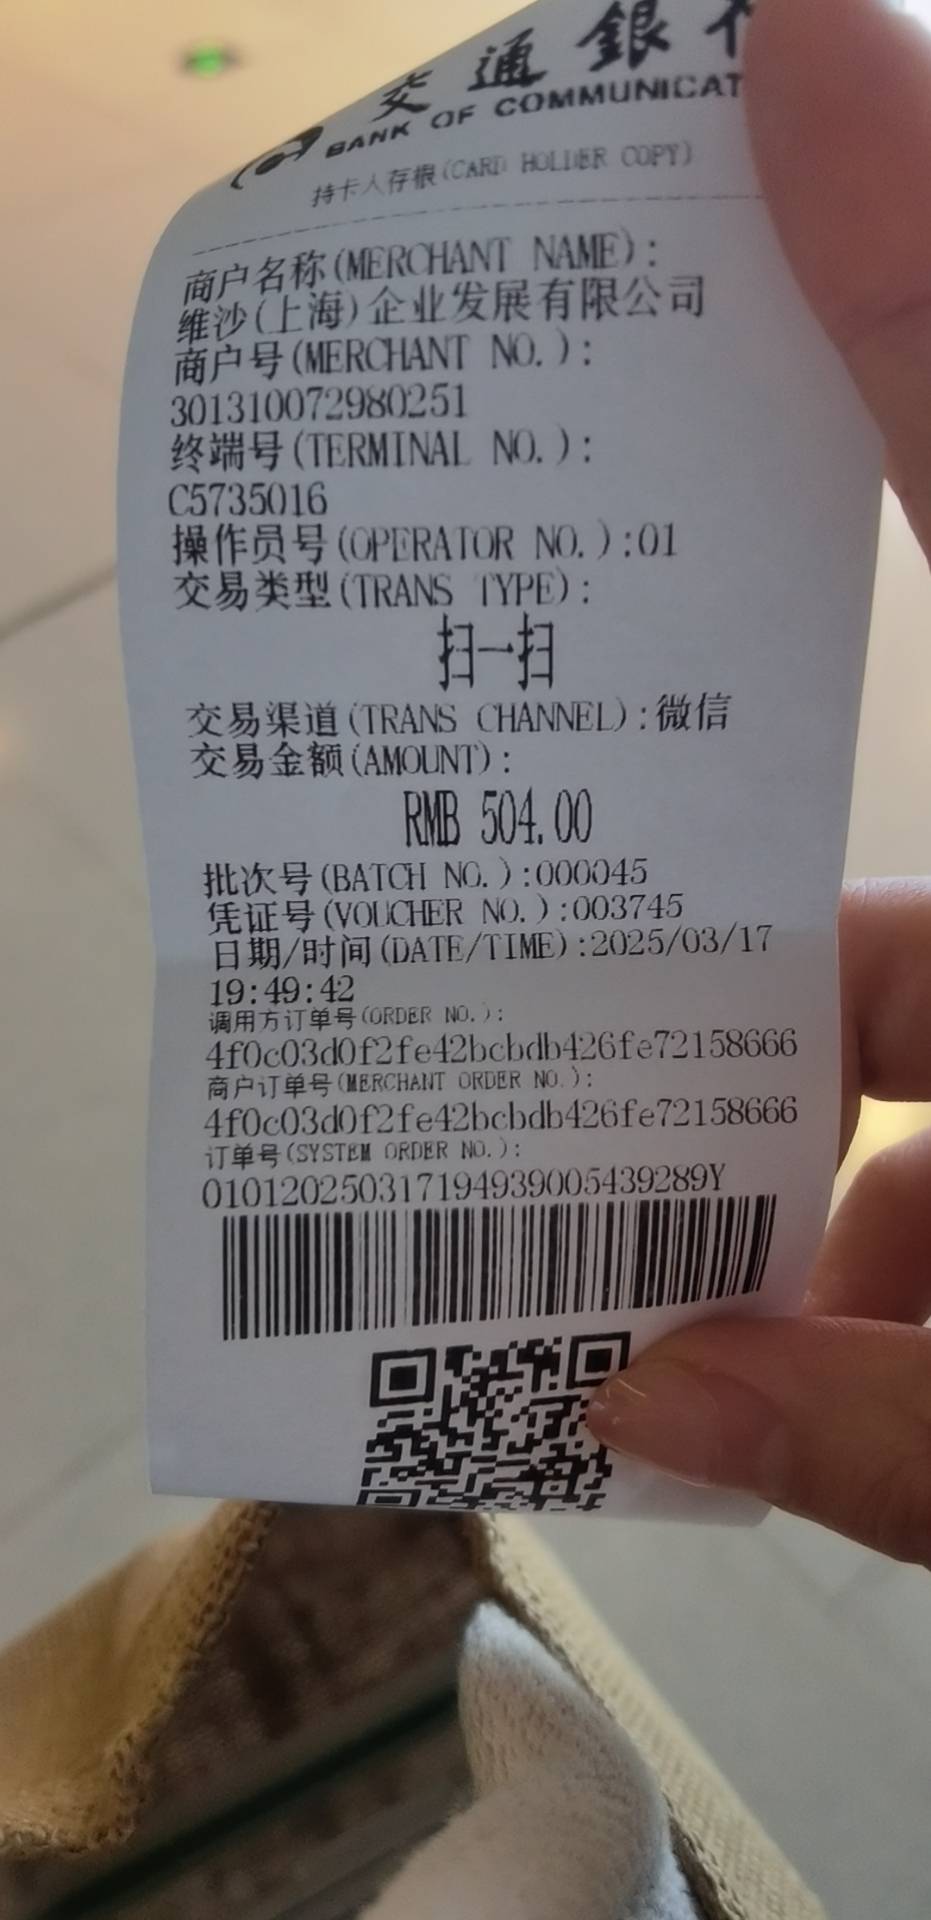 交通銀
BANK OF COMMUNICAT
持卡人存根(CARD HOLDER COPY)
商户名称(MERCHANT NAME):
维沙(上海)企业发展有限公司
商户号(MERCHANT NO.):
301310072980251
终端号(TERMINAL NO.):
C5735016
操作员号(OPERATOR NO.):01
交易类型(TRANS TYPE):
扫一扫
交易渠道(TRANS CHANNEL):微信
交易金额(AMOUNT):
RMB 504.00
批次号(BATCH NO.):000045
凭证号(VOUCHER NO.):003745
日期/时间(DATE/TIME):2025/03/17
19:49:42
调用方订单号(ORDER NO.):
4f0c03d0f2fe42bcbdb426fe72158666
商户订单号(MERCHANT ORDER NO.):
4f0c03d0f2fe42bcbdb426fe72158666
订单号(SYSTEM ORDER NO.):
010120250317194939005439289Y